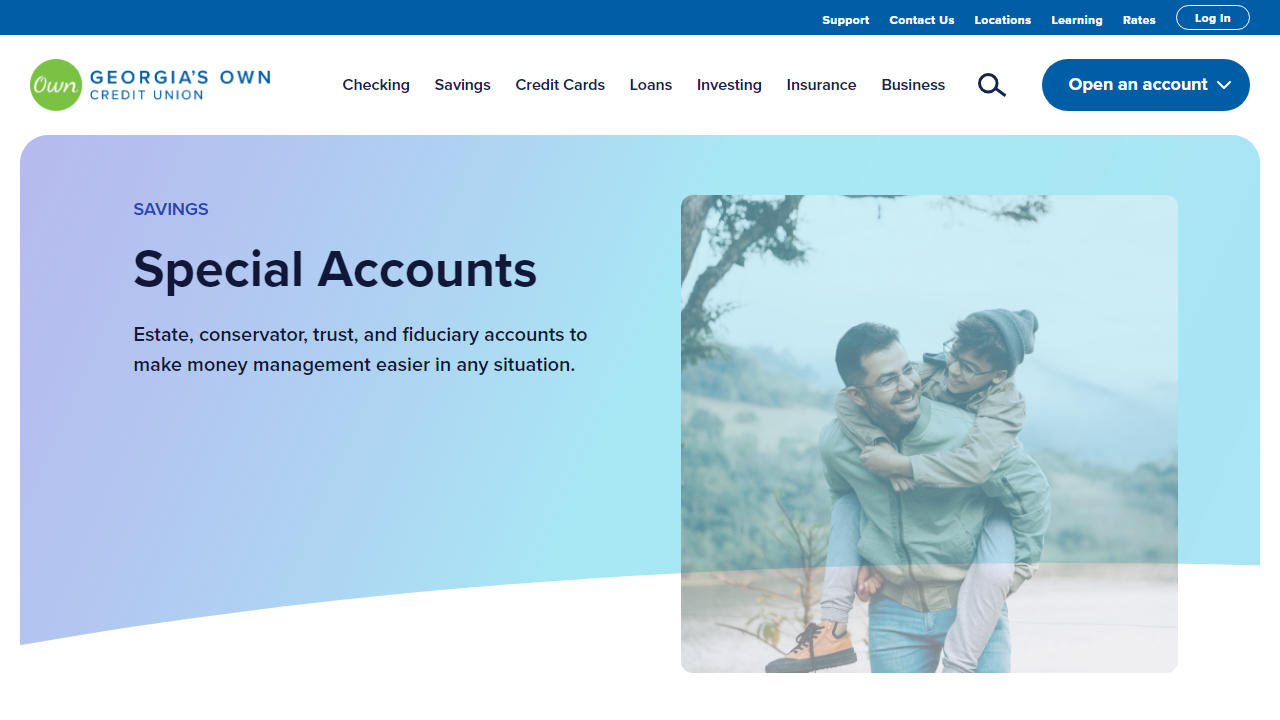 Support Contact Us Locations Learning Rates Log In
Own GEORGIA'S OWN
CREDIT UNION
Checking Savings Credit Cards Loans Investing Insurance Business Open an account
SAVINGS
Special Accounts
Estate, conservator, trust, and fiduciary accounts to
make money management easier in any situation.